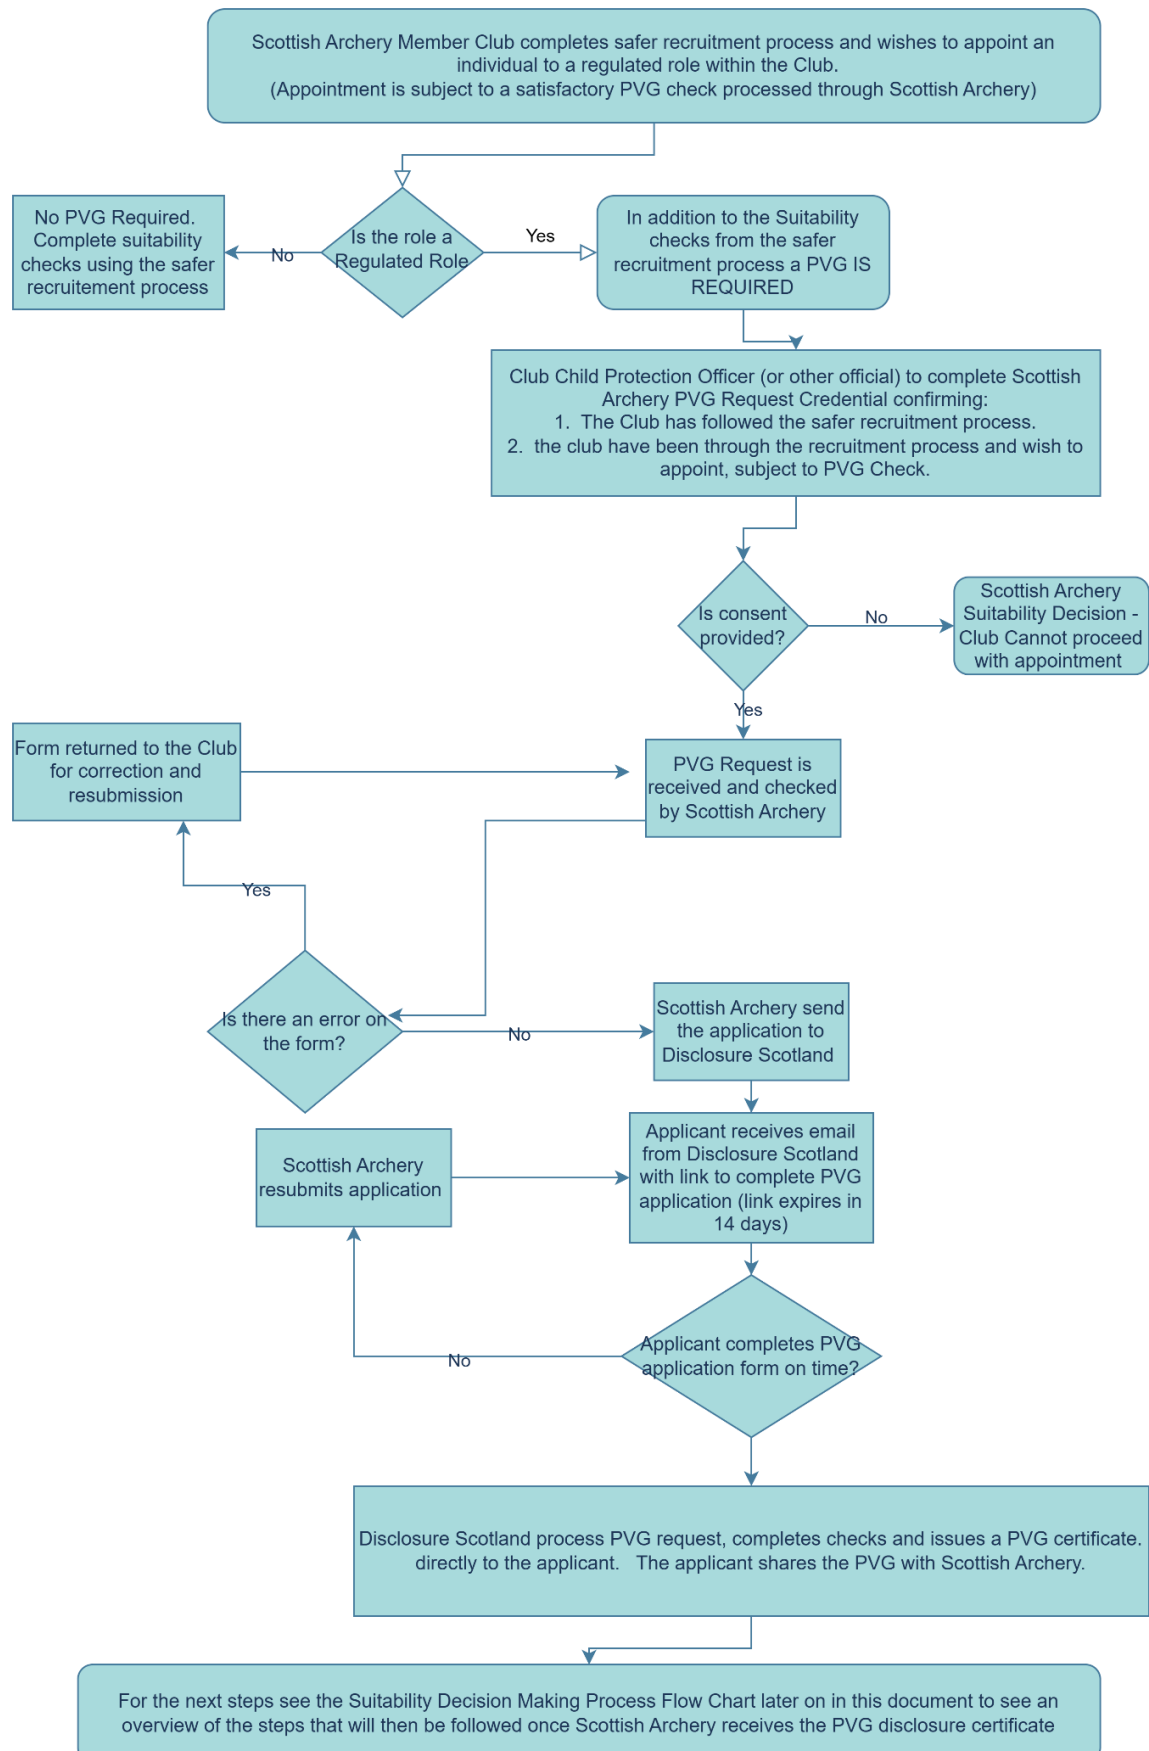 Scottish Archery Member Club completes safer recruitment process and wishes to appoint an
individual to a regulated role within the Club.
(Appointment is subject to a satisfactory PVG check processed through Scottish Archery)
No PVG Required.
Complete suitability
checks using the safer
recruitement process
No
Is the role a
Regulated Role
Yes
In addition to the Suitability
checks from the safer
recruitment process a PVG IS
REQUIRED
Club Child Protection Officer (or other official) to complete Scottish
Archery PVG Request Credential confirming:
1. The Club has followed the safer recruitment process.
2. the club have been through the recruitment process and wish to
appoint, subject to PVG Check.
Is consent
provided?
No
Scottish Archery
Suitability Decision -
Club Cannot proceed
with appointment
Yes
Form returned to the Club
for correction and
resubmission
PVG Request is
received and checked
by Scottish Archery
Yes
Is there an error on
the form?
No
Scottish Archery send
the application to
Disclosure Scotland
Scottish Archery
resubmits application
Applicant receives email
from Disclosure Scotland
with link to complete PVG
application (link expires in
14 days)
Applicant completes PVG
application form on time?
No
Disclosure Scotland process PVG request, completes checks and issues a PVG certificate.
directly to the applicant. The applicant shares the PVG with Scottish Archery.
For the next steps see the Suitability Decision Making Process Flow Chart later on in this document to see an
overview of the steps that will then be followed once Scottish Archery receives the PVG disclosure certificate